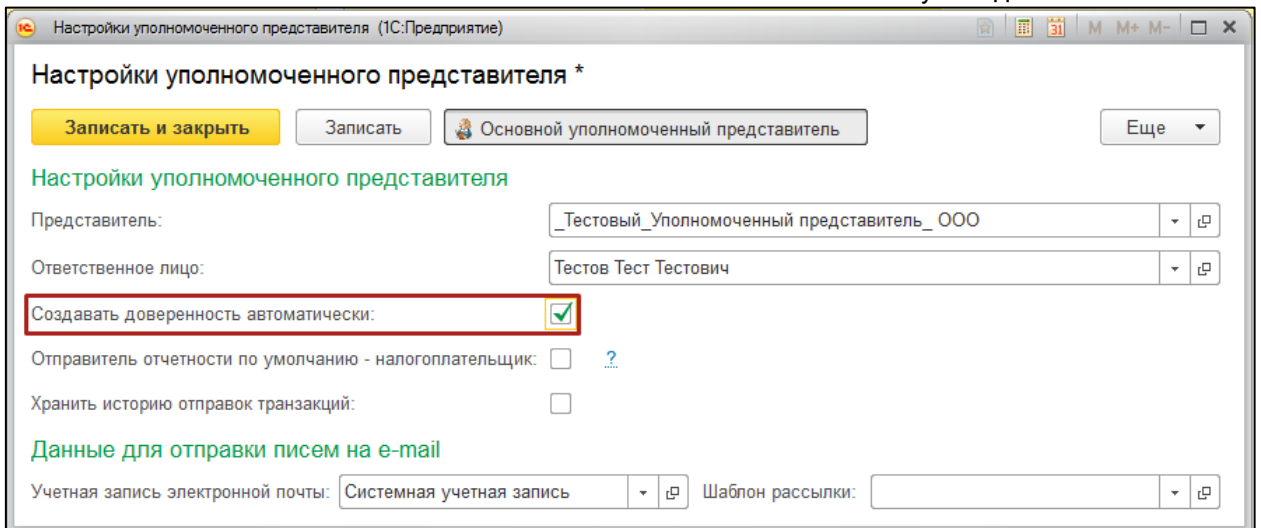 Настройки уполномоченного представителя (1С:Предприятие) 31 M M+ M-
Настройки уполномоченного представителя *
Записать и закрыть Записать Основной уполномоченный представитель Еще
Настройки уполномоченного представителя
Представитель: _Тестовый_Уполномоченный представитель_ ООО
Ответственное лицо: Тестов Тест Тестович
Создавать доверенность автоматически:
Отправитель отчетности по умолчанию - налогоплательщик: ?
Хранить историю отправок транзакций:
Данные для отправки писем на e-mail
Учетная запись электронной почты: Системная учетная запись Шаблон рассылки: